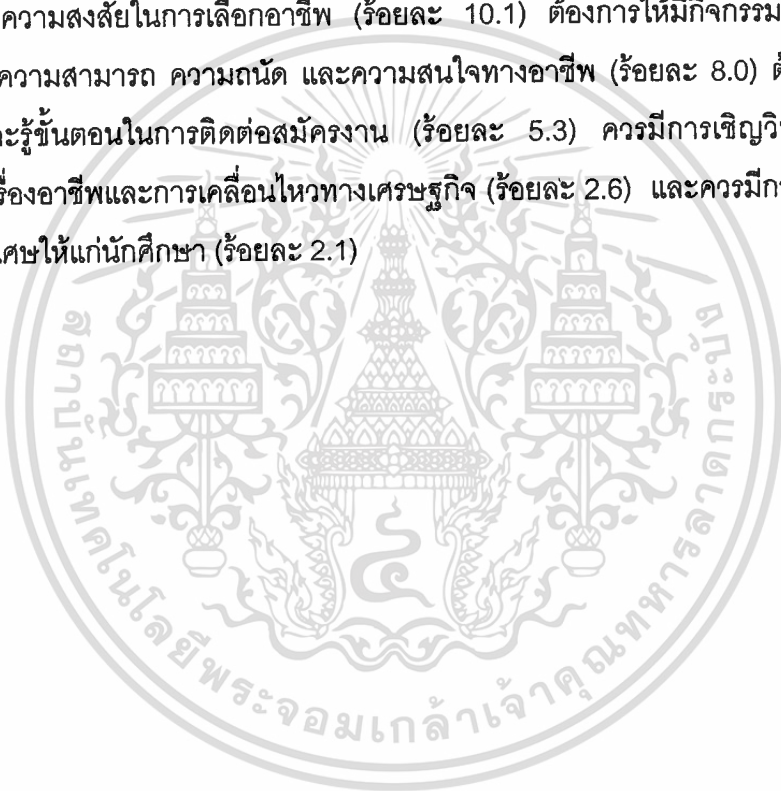 ความสงสัยในการเลือกอาชีพ (ร้อยละ 10.1) ต้องการให้มีกิจกรรม
ความสามารถ ความถนัด และความสนใจทางอาชีพ (ร้อยละ 8.0)
ะรู้ขั้นตอนในการติดต่อสมัครงาน (ร้อยละ 5.3) ควรมีการเชิญวิ
รื่องอาชีพและการเคลื่อนไหวทางเศรษฐกิจ (ร้อยละ 2.6) และควรมีก
เศษให้แก่นักศึกษา (ร้อยละ 2.1)
สถาบันเทคโนโลยีพระจอมเกล้าเจ้าคุณทหารลาดกระบัง